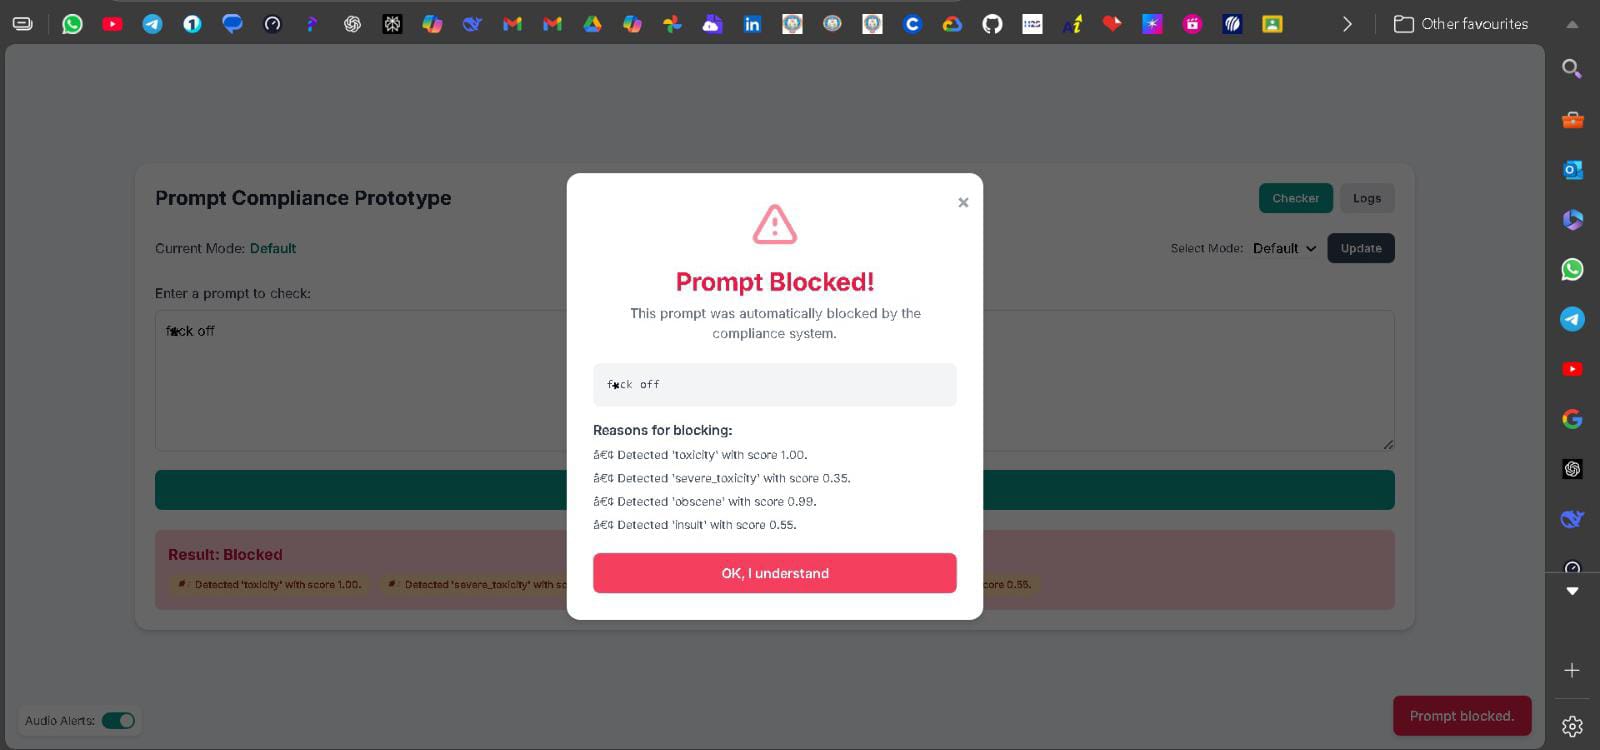 Other favourites
Prompt Compliance Prototype
Checker
Logs
Current Mode: Default
Select Mode: Default
Update
Enter a prompt to check:
f*ck off
Result: Blocked
Detected 'toxicity' with score 1.00.
Detected 'severe_toxicity' with sc
core 0.55.
×
Prompt Blocked!
This prompt was automatically blocked by the
compliance system.
f*ck off
Reasons for blocking:
â€¢ Detected 'toxicity' with score 1.00.
â€¢ Detected 'severe_toxicity' with score 0.35.
â€¢ Detected 'obscene' with score 0.99.
â€¢ Detected 'insult' with score 0.55.
OK, I understand
Audio Alerts:
Prompt blocked.